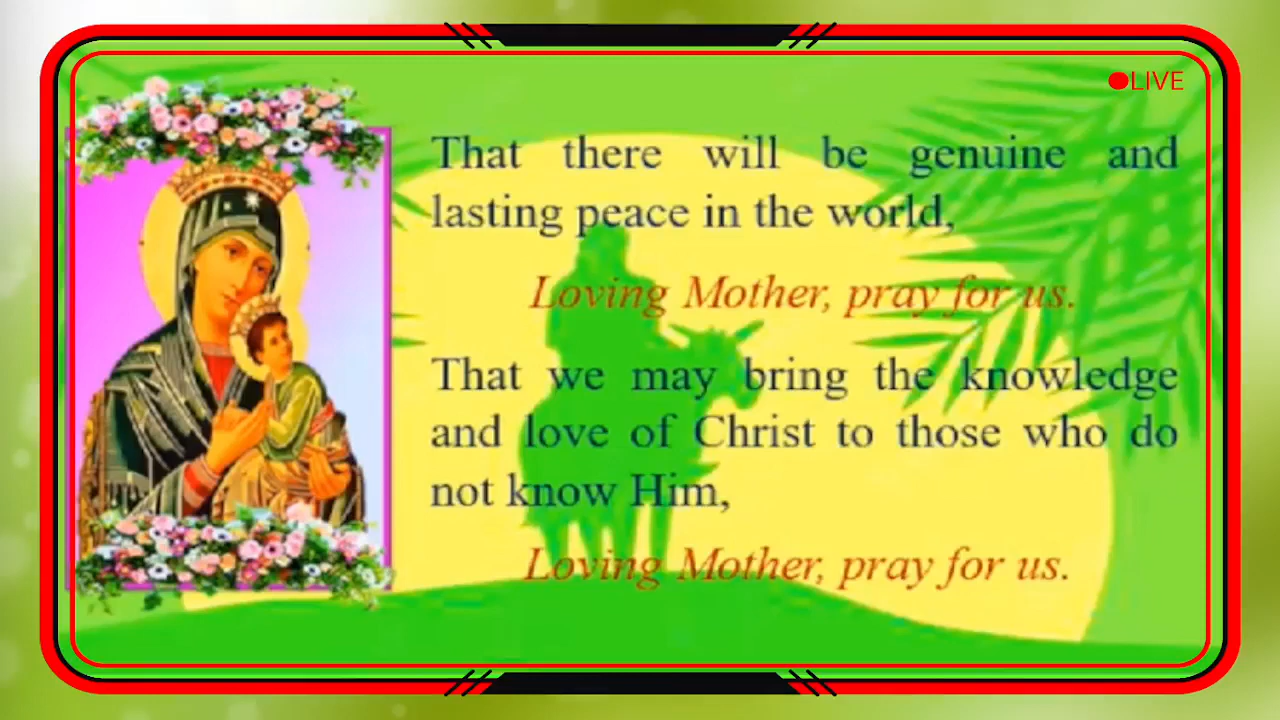 LIVE
That there will be genuine and
lasting peace in the world,
Loving Mother, pray for us.
That we may bring the knowledge
and love of Christ to those who do
not know Him,
Loving Mother, pray for us.